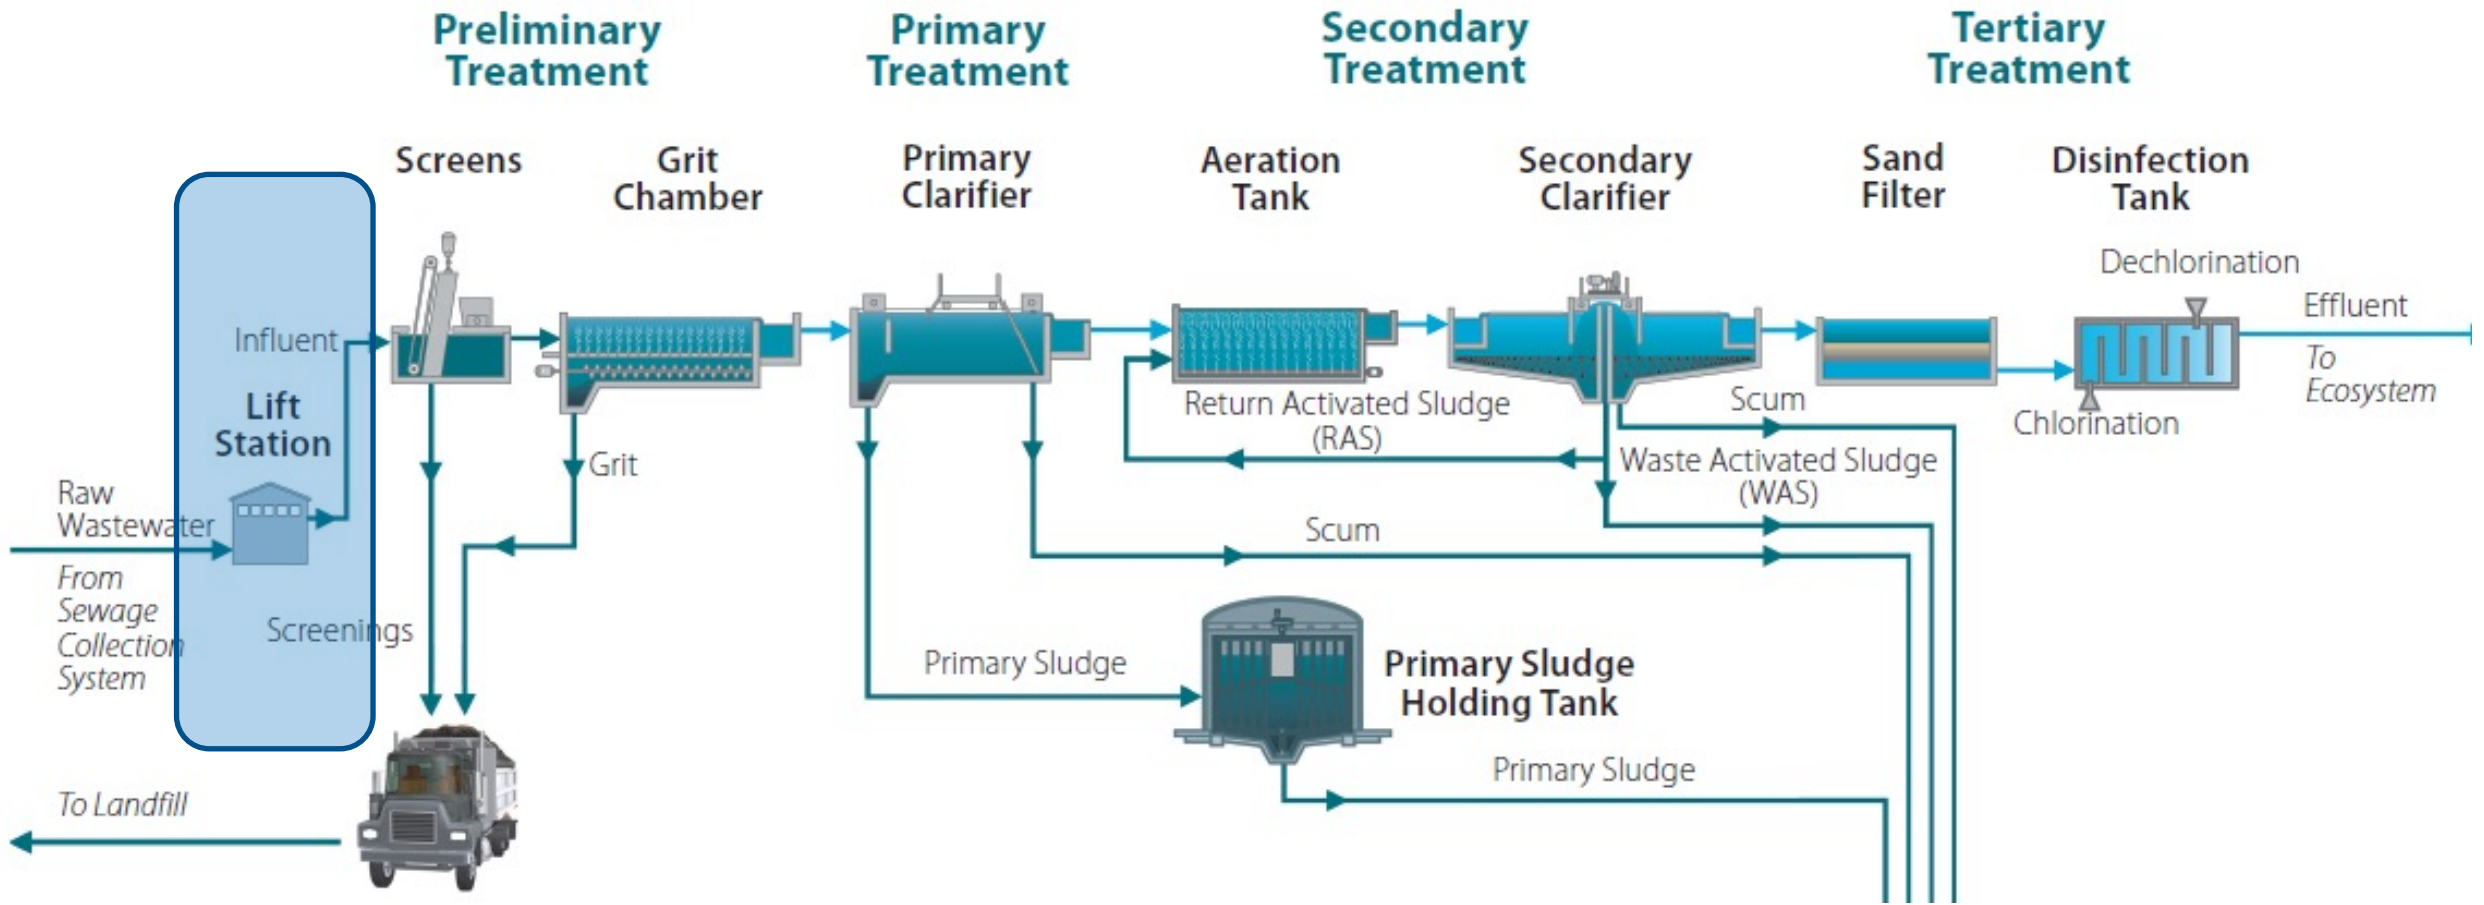 Preliminary
Treatment
Primary
Treatment
Secondary
Treatment
Tertiary
Treatment
Screens
Grit
Chamber
Primary
Clarifier
Aeration
Tank
Secondary
Clarifier
Sand
Filter
Disinfection
Tank
Dechlorination
Influent
Effluent
To
Ecosystem
Lift
Station
Return Activated Sludge
(RAS)
Scum
Chlorination
Grit
Waste Activated Sludge
(WAS)
Raw
Wastewater
From
Sewage
Collection
System
Scum
Screenings
Primary Sludge
Primary Sludge
Holding Tank
Primary Sludge
To Landfill